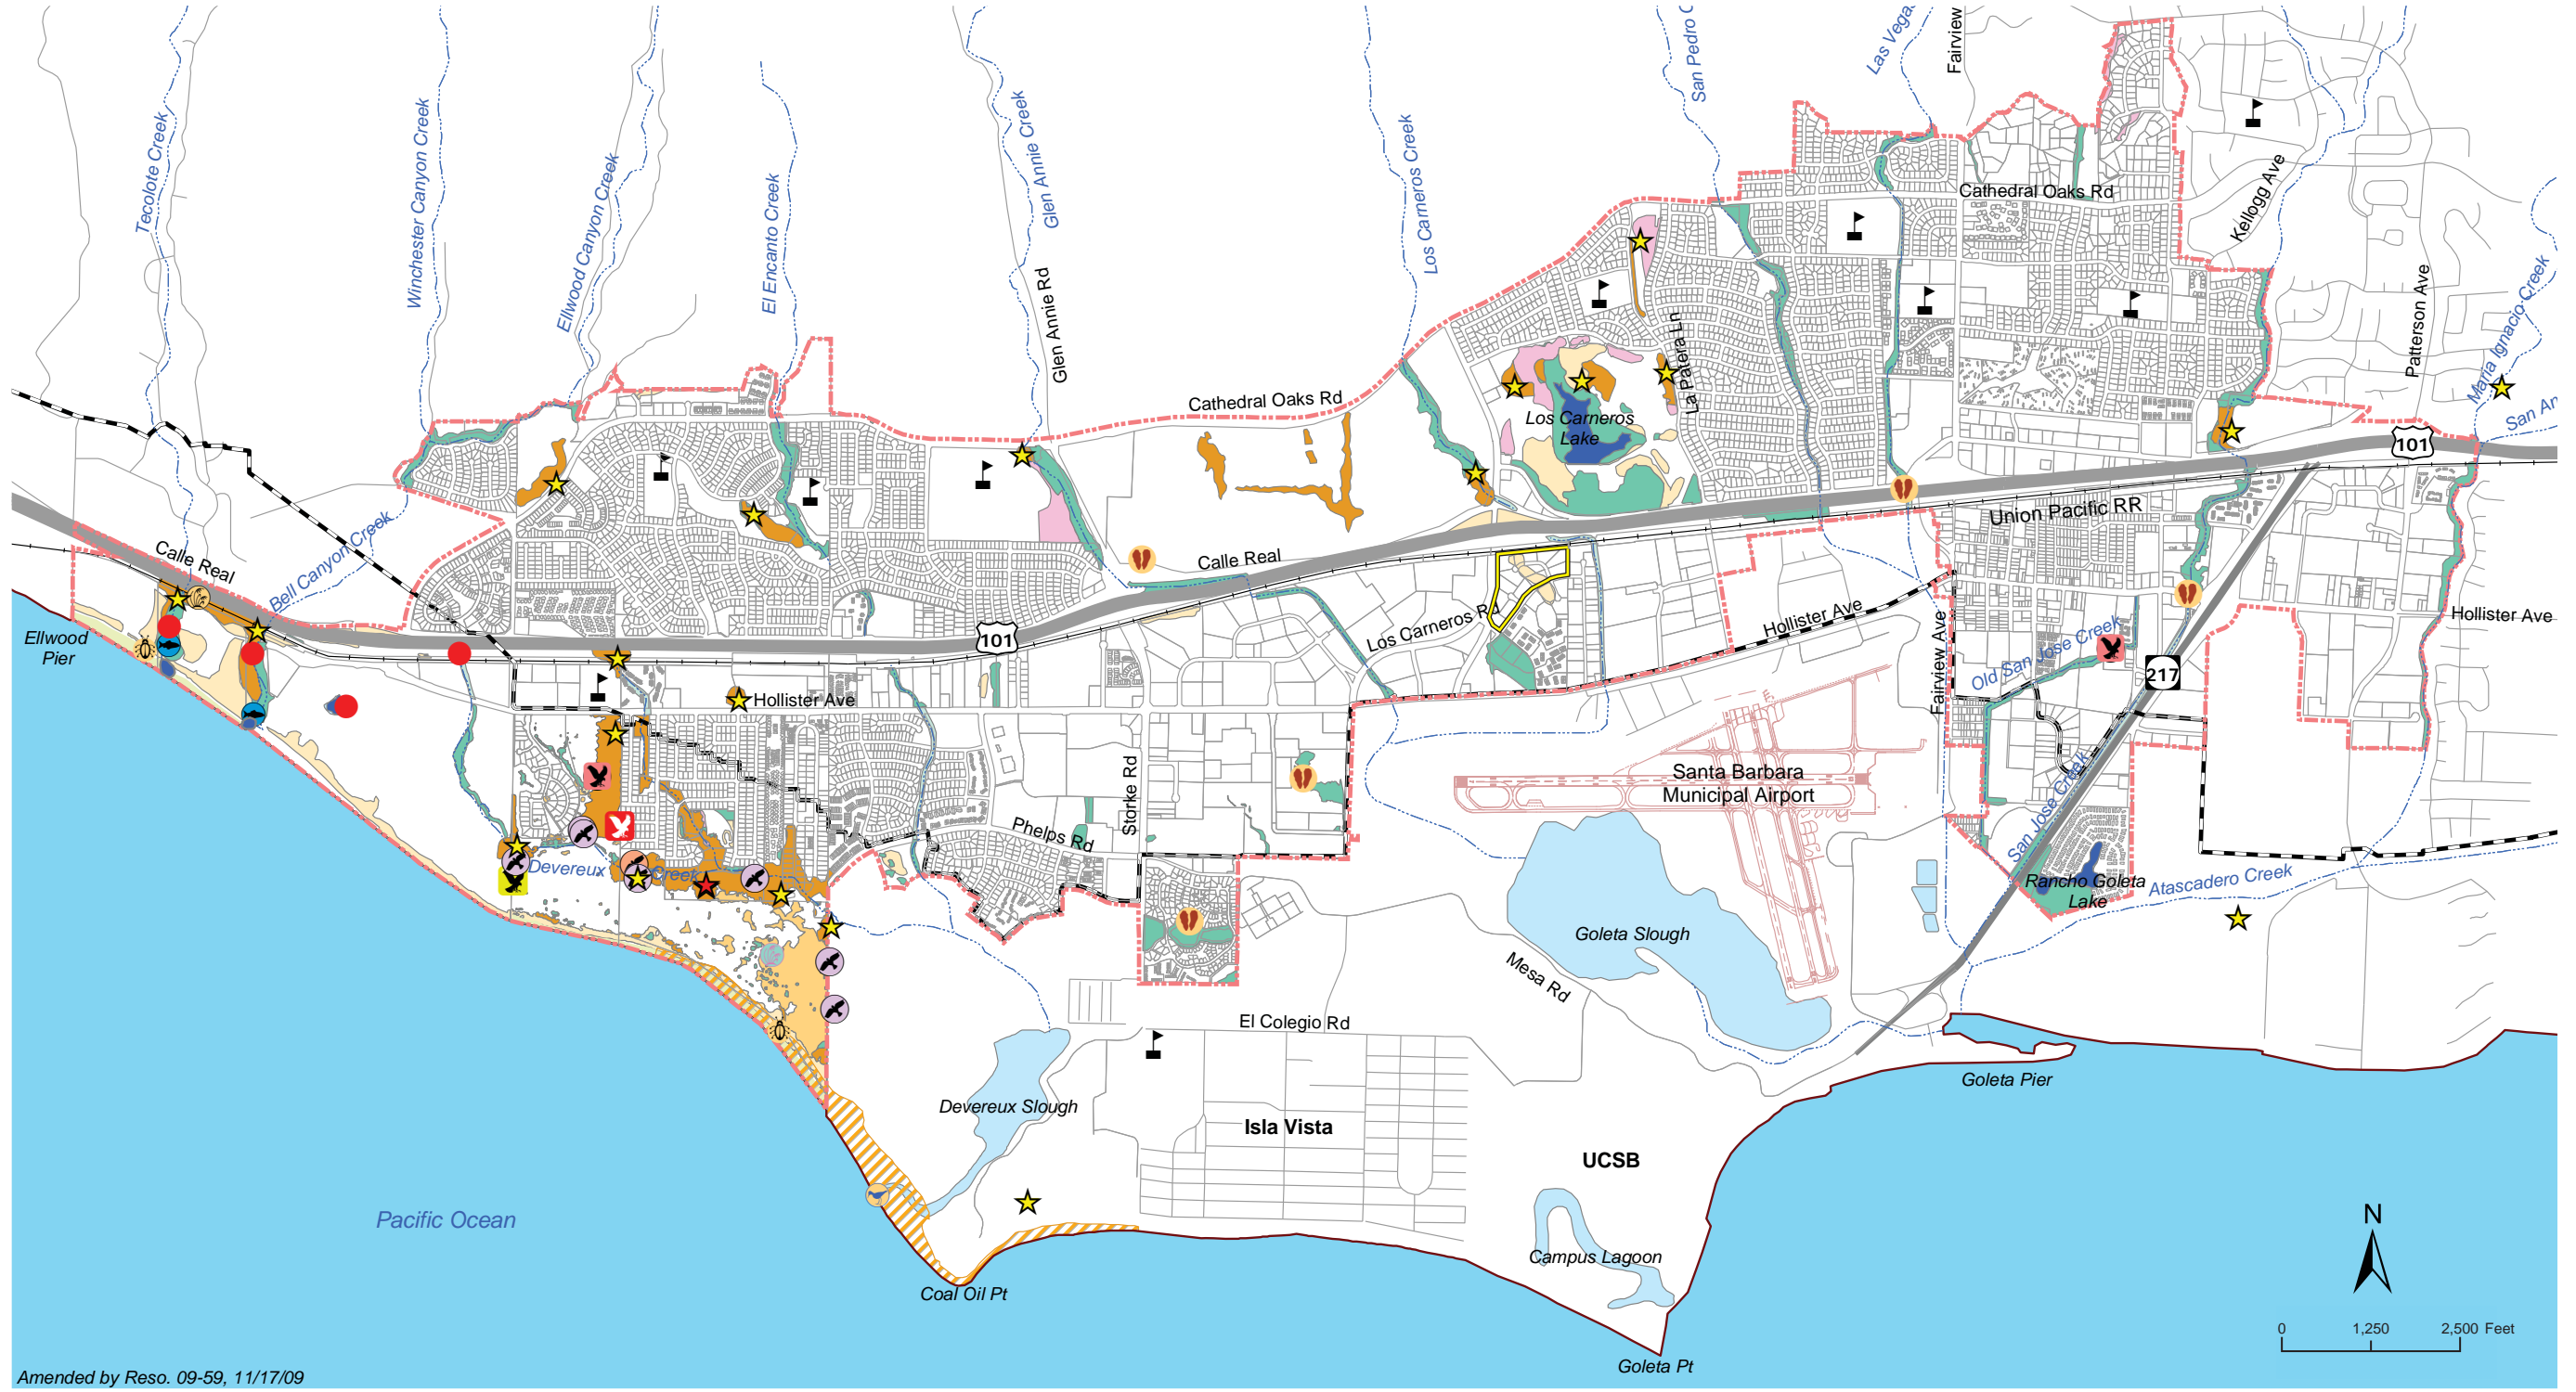 Tecolote Creek
Winchester Canyon Creek
Ellwood Canyon Creek
El Encanto Creek
Glen Annie Creek
Glen Annie Rd
Los Carneros Creek
San Pedro C
Las Vegas
Fairview
Cathedral Oaks Rd
Kellogg Ave
Patterson Ave
Maria Ignacio Creek
San An
Cathedral Oaks Rd
La Patera Ln
Los Carneros
Lake
101
Union Pacific RR
Calle Real
Bell Canyon Creek
Calle Real
Ellwood
Pier
101
Los Carneros Rd
Hollister Ave
Hollister Ave
Fairview Ave
Old San Jose Creek
217
Hollister Ave
Storke Rd
Santa Barbara
Municipal Airport
Phelps Rd
Devereux
Creek
San Jose Creek
Rancho Goleta
Lake
Atascadero Creek
Goleta Slough
Mesa Rd
El Colegio Rd
Goleta Pier
Devereux Slough
Isla Vista
UCSB
Pacific Ocean
Campus Lagoon
Coal Oil Pt
Goleta Pt
N
0 1,250 2,500 Feet
Amended by Reso. 09-59, 11/17/09